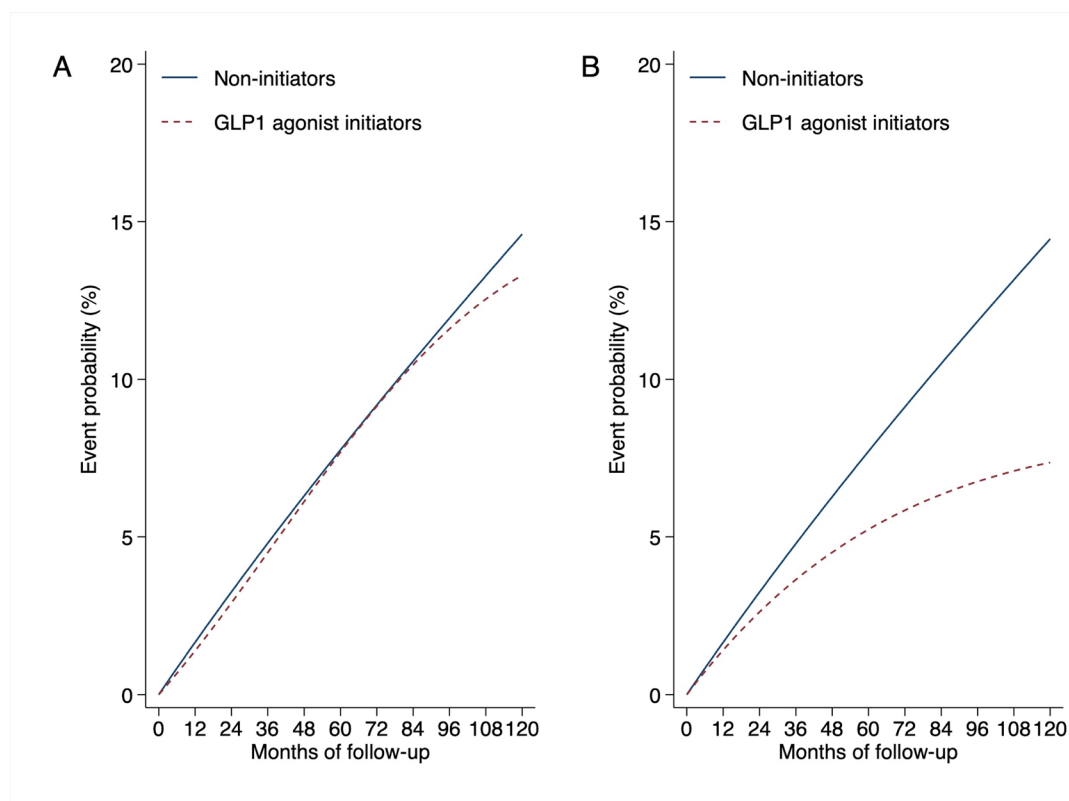 A
20
15
10
5
0
Event probability (%)
Non-initiators
GLP1 agonist initiators
0 12 24 36 48 60 72 84 96 108 120
Months of follow-up
B
20
15
10
5
0
Event probability (%)
Non-initiators
GLP1 agonist initiators
0 12 24 36 48 60 72 84 96 108 120
Months of follow-up